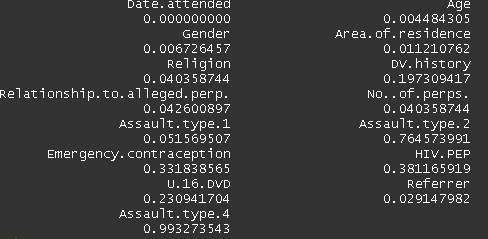 Date.attended Age
0.000000000 0.004484305
Gender Area.of.residence
0.006726457 0.011210762
Religion DV.history
0.040358744 0.197309417
Relationship.to.alleged.perp. No..of.perps.
0.042600897 0.040358744
Assault.type.1 Assault.type.2
0.051569507 0.764573991
Emergency.contraception HIV.PEP
0.331838565 0.381165919
U.16.DVD Referrer
0.230941704 0.029147982
Assault.type.4
0.993273543